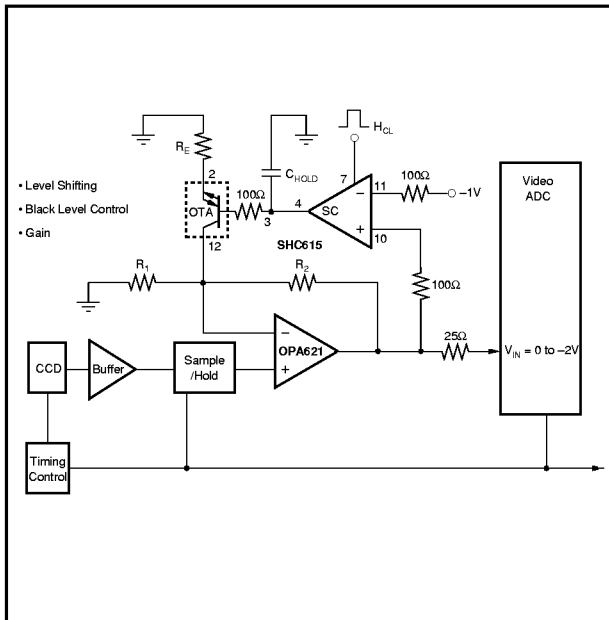 H_CL
R_E
2
7
C_HOLD
100Ω
Video
ADC
• Level Shifting
11
–1V
100Ω
–
• Black Level Control
OTA
4
SC
3
• Gain
+
10
SHC615
12
R_1
R_2
100Ω
–
25Ω
OPA621
V_IN = 0 to –2V
CCD
Buffer
Sample
/Hold
+
Timing
Control